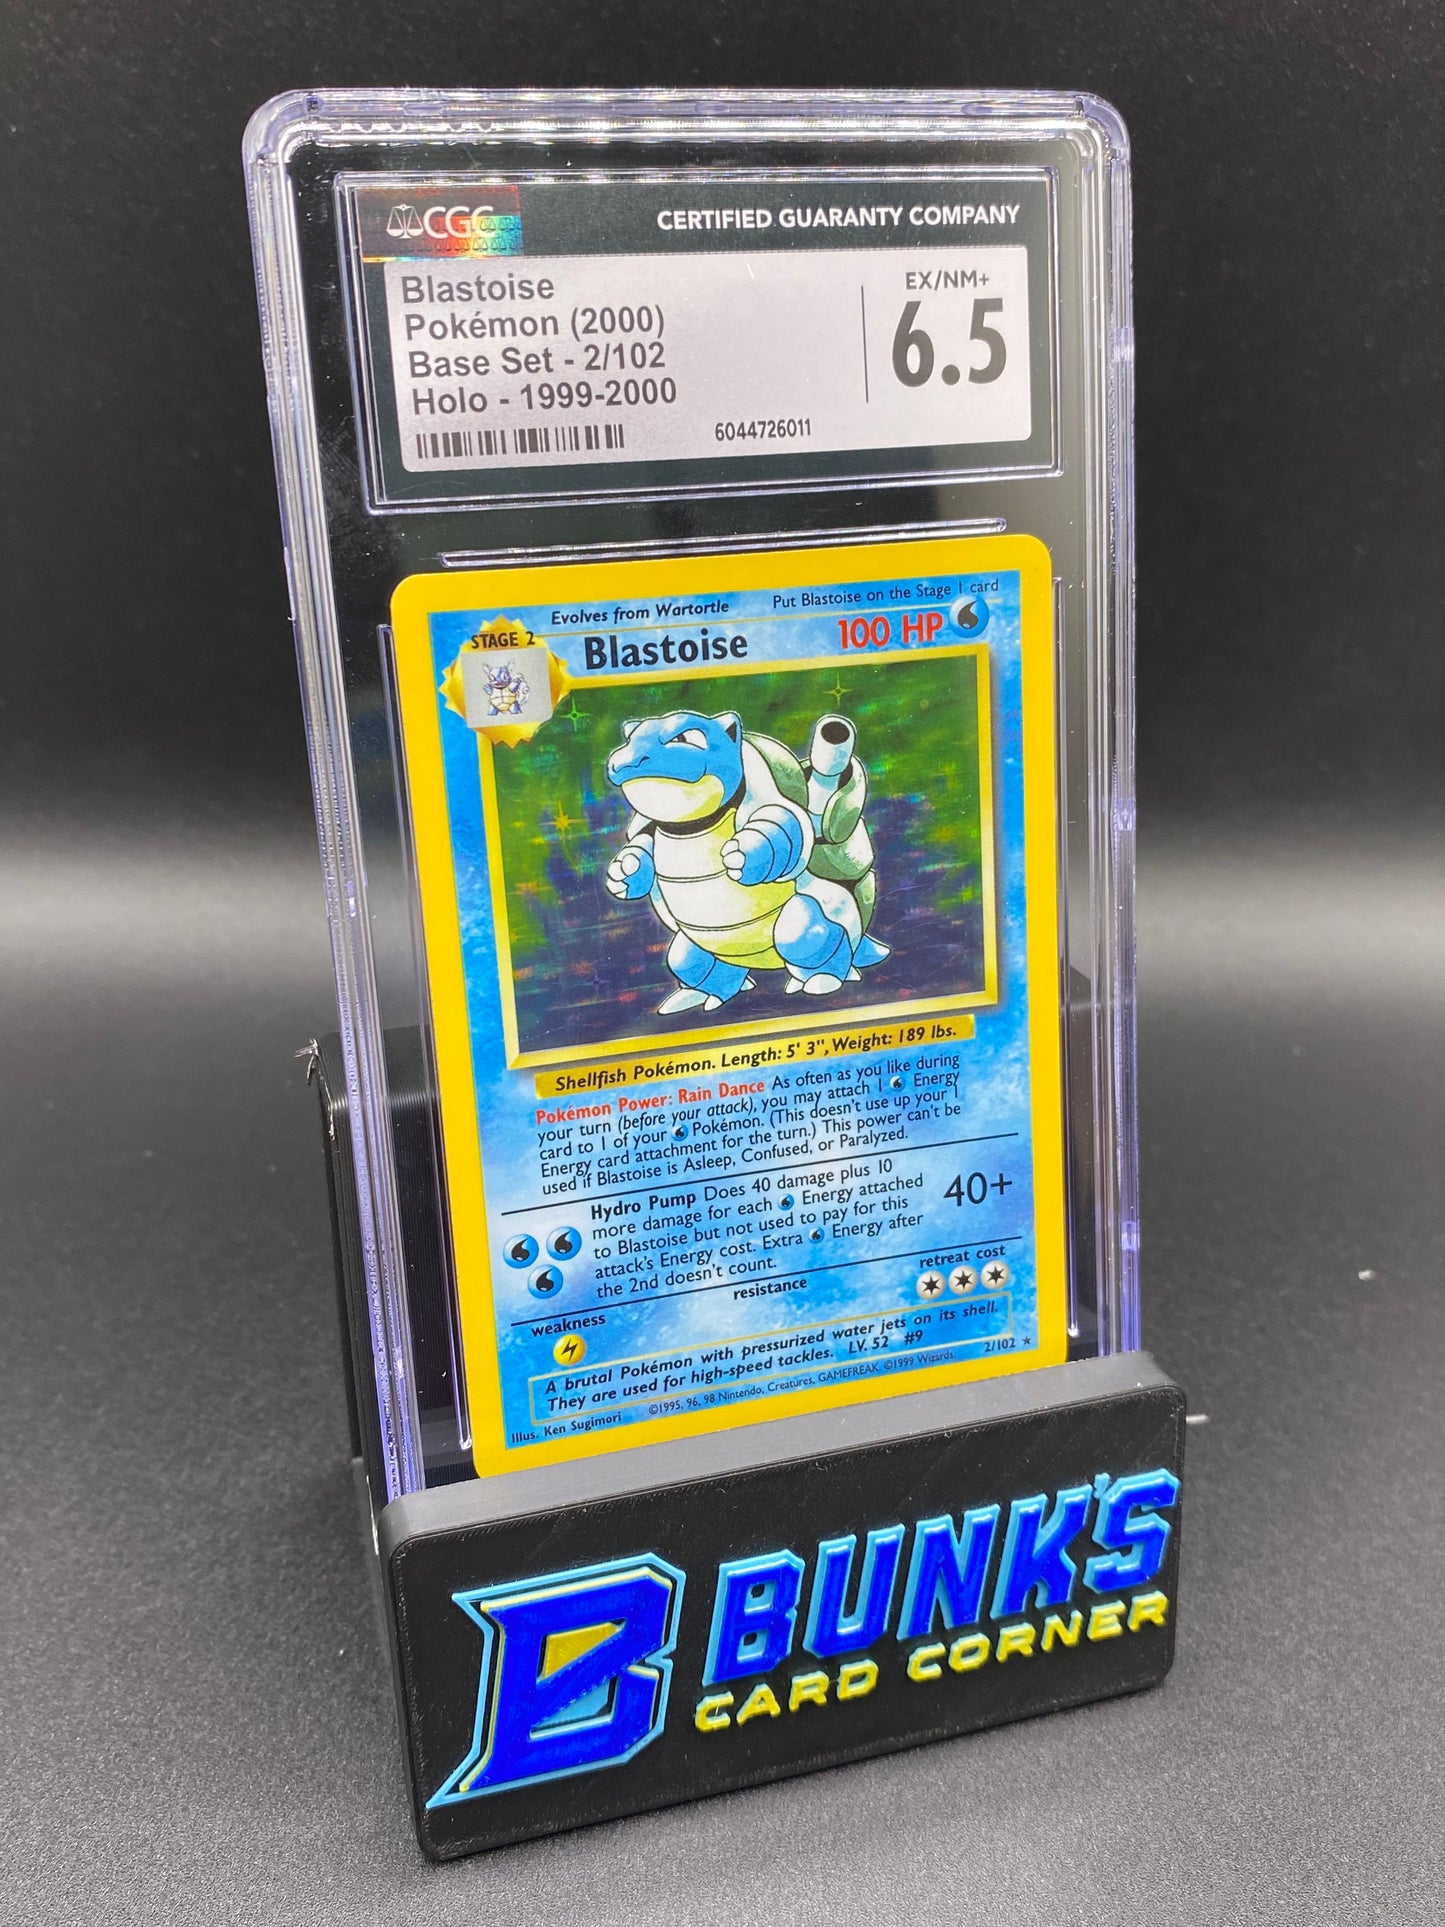 CGC
CERTIFIED GUARANTY COMPANY
Blastoise
Pokémon (2000)
Base Set - 2/102
Holo - 1999-2000
EX/NM+
6.5
6044726011
Evolves from Wartortle
Put Blastoise on the Stage 1 card
STAGE 2
Blastoise
100 HP
Shellfish Pokémon. Length: 5' 3", Weight: 189 lbs.
Pokémon Power: Rain Dance As often as you like during
your turn (before your attack), you may attach 1 Energy
card to 1 of your Pokémon. (This doesn't use up your 1
Energy card attachment for the turn.) This power can't be
used if Blastoise is Asleep, Confused, or Paralyzed.
Hydro Pump Does 40 damage plus 10
more damage for each Energy attached
to Blastoise but not used to pay for this
attack's Energy cost. Extra Energy after
the 2nd doesn't count.
40+
weakness
resistance
retreat cost
A brutal Pokémon with pressurized water jets on its shell.
They are used for high-speed tackles. LV. 52 #9
Illus. Ken Sugimori
©1995, 96, 98 Nintendo, Creatures, GAMEFREAK. ©1999 Wizards.
2/102 ★
B
BUNK'S
CARD CORNER